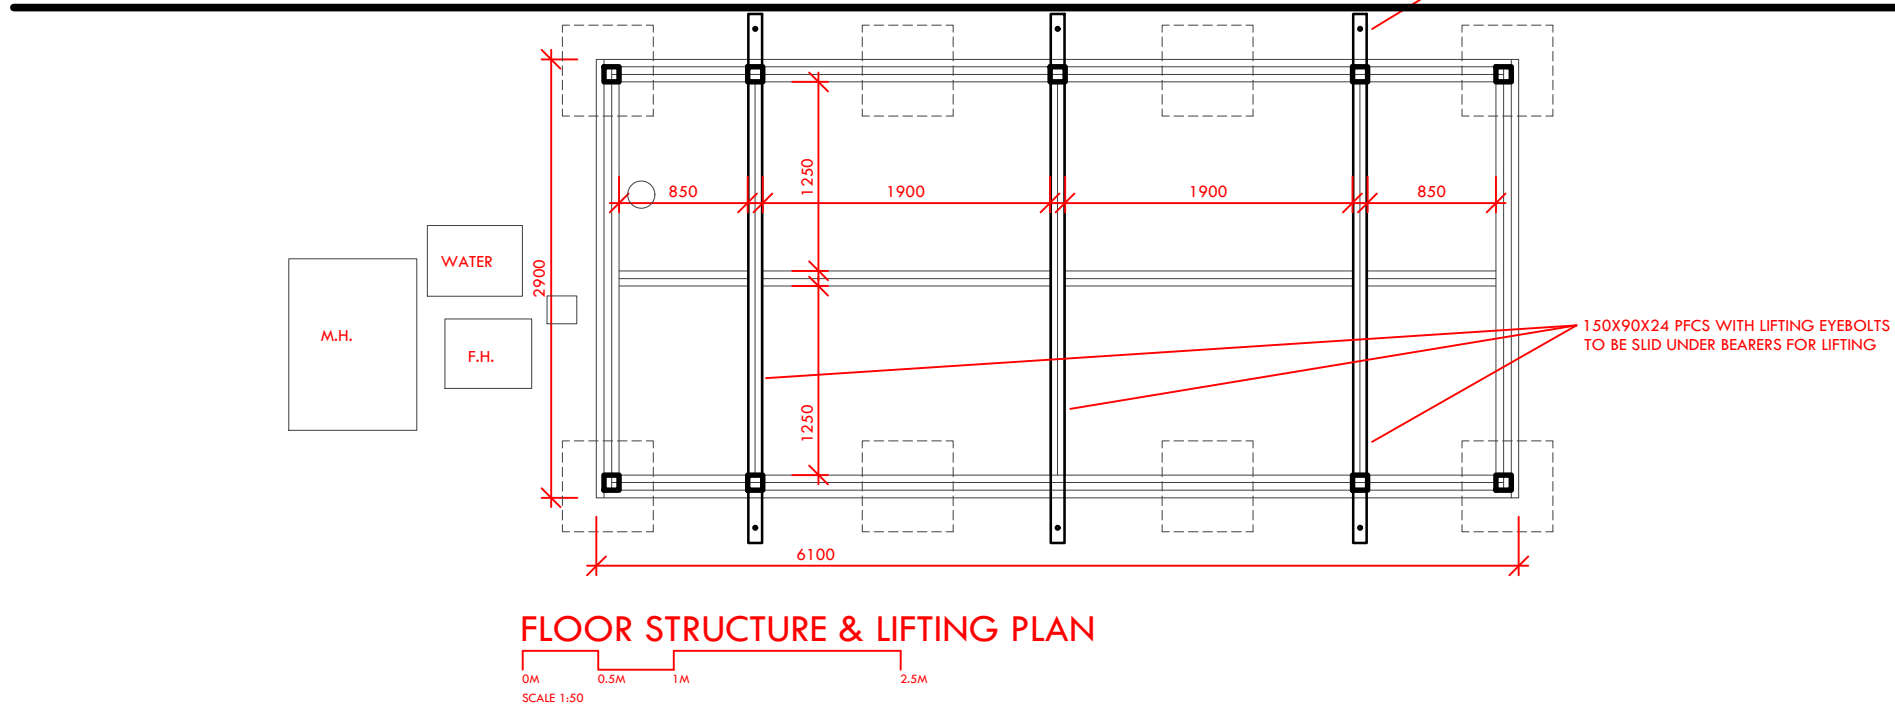 1250
850
1900
1900
850
WATER
2900
M.H.
F.H.
150X90X24 PFCS WITH LIFTING EYEBOLTS
TO BE SLID UNDER BEARERS FOR LIFTING
1250
6100
FLOOR STRUCTURE & LIFTING PLAN
0M 0.5M 1M 2.5M
SCALE 1:50